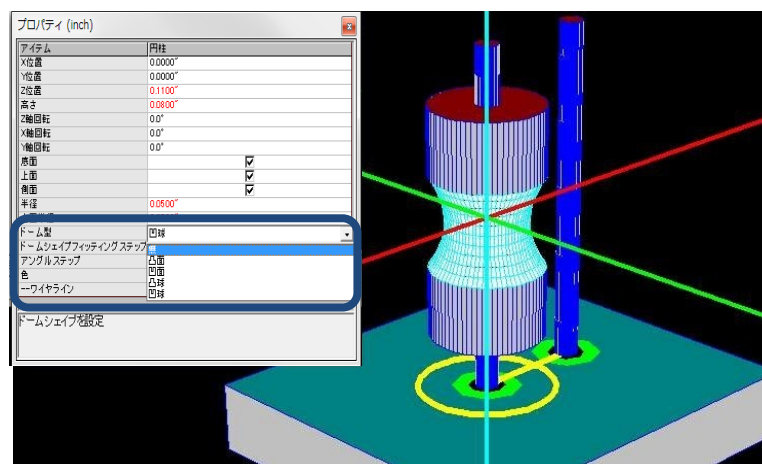 プロパティ (inch)
アイテム 円柱
X位置 0.0000"
Y位置 0.0000"
Z位置 0.1100"
高さ 0.0800"
Z軸回転 0.0°
X軸回転 0.0°
Y軸回転 0.0°
底面
上面
側面
半径 0.0500"
ドーム型 凹球
ドームシェイプフィッティングステップ 無
アングルステップ 凸面
色 凹面
凸球
--ワイヤライン 凹球
ドームシェイプを設定